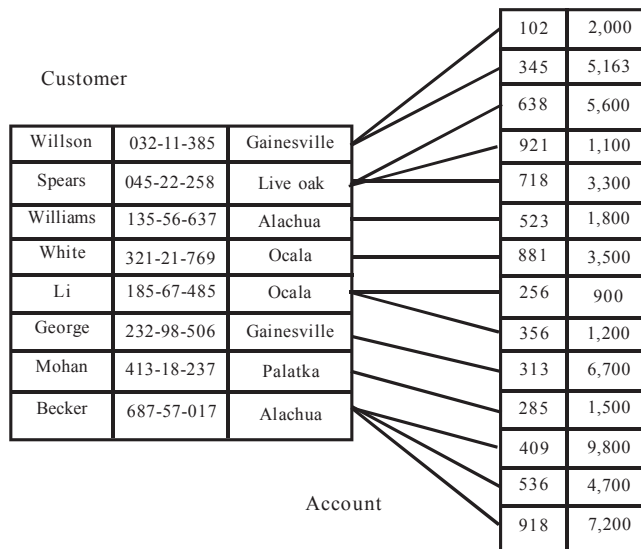 Customer
Willson 032-11-385 Gainesville
Spears 045-22-258 Live oak
Williams 135-56-637 Alachua
White 321-21-769 Ocala
Li 185-67-485 Ocala
George 232-98-506 Gainesville
Mohan 413-18-237 Palatka
Becker 687-57-017 Alachua
102 2,000
345 5,163
638 5,600
921 1,100
718 3,300
523 1,800
881 3,500
256 900
356 1,200
313 6,700
285 1,500
409 9,800
536 4,700
918 7,200
Account